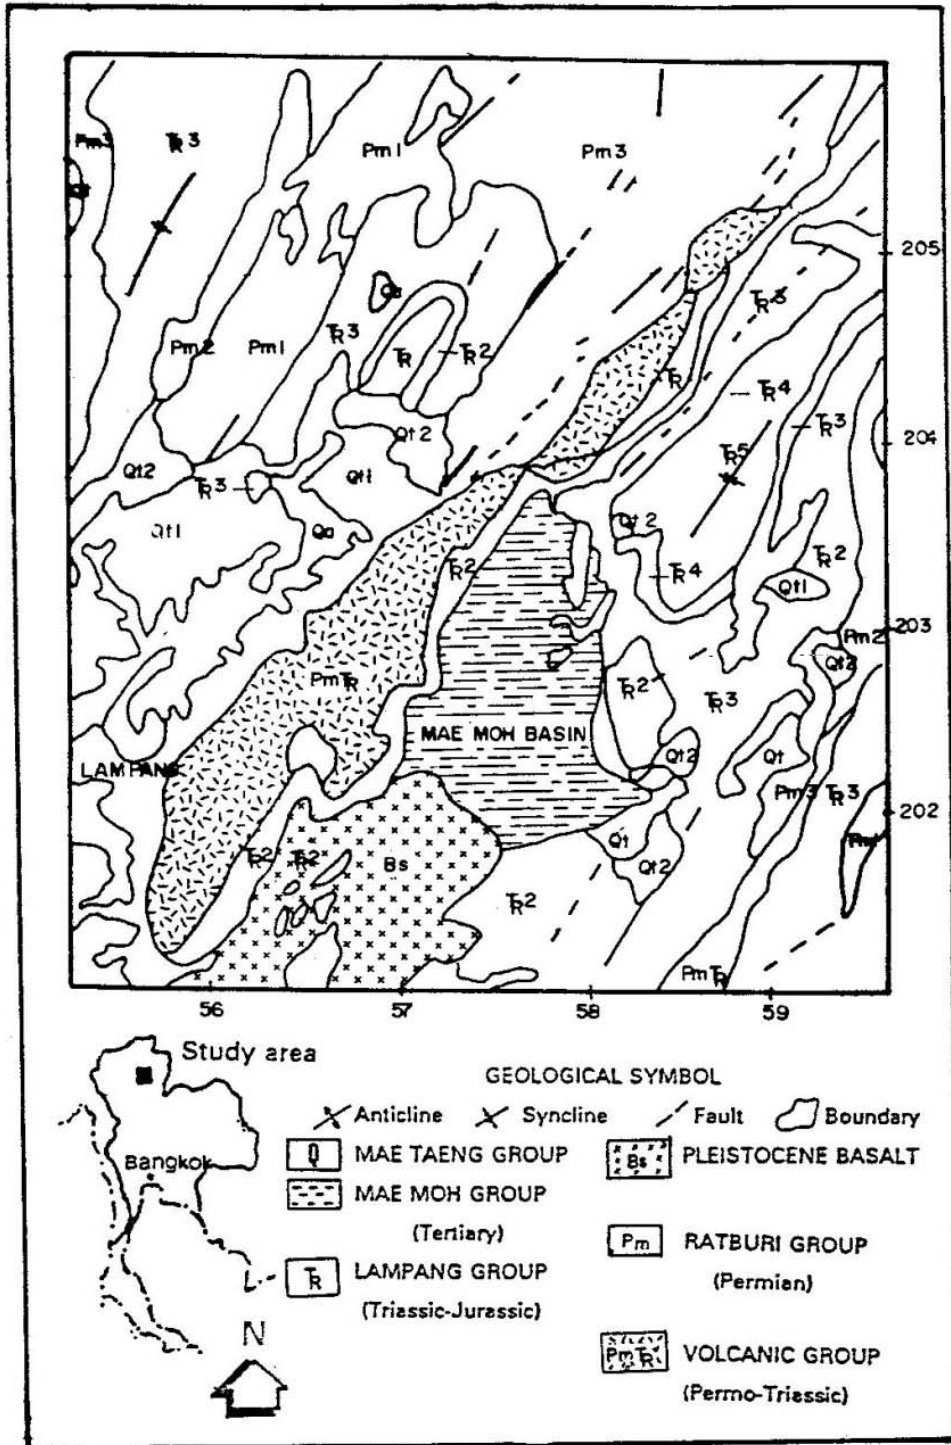 Pm3
TR3
Pm1
Pm3
205
Qa
TR3
Pm2
Pm1
TR3
TR
TR2
TR
TR4
TR3
204
Qt2
TR5
Qt2
Qt1
TR3
Qt1
Qa
Qt2
TR2
TR2
TR4
Qt1
203
Pm2
Qt2
PmTR
TR2
TR3
MAE MOH BASIN
Qt2
Qt
LAMPANG
Pm3
TR3
202
TR2
TR2
Bs
Qt
Qt2
TR2
PmTR
56
57
58
59
Study area
Bangkok
N
GEOLOGICAL SYMBOL
Anticline
Syncline
Fault
Boundary
Q MAE TAENG GROUP
Bs PLEISTOCENE BASALT
MAE MOH GROUP
(Tertiary)
Pm RATBURI GROUP
(Permian)
TR LAMPANG GROUP
(Triassic-Jurassic)
PmTR VOLCANIC GROUP
(Permo-Triassic)